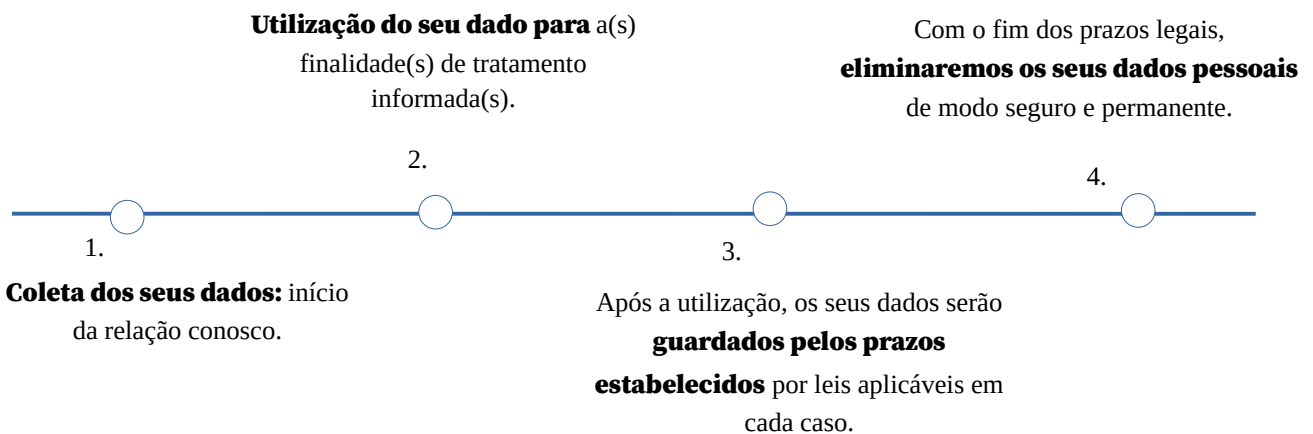 1.
Coleta dos seus dados: início
da relação conosco.
2.
Utilização do seu dado para a(s)
finalidade(s) de tratamento
informada(s).
3.
Após a utilização, os seus dados serão
guardados pelos prazos
estabelecidos por leis aplicáveis em
cada caso.
4.
Com o fim dos prazos legais,
eliminaremos os seus dados pessoais
de modo seguro e permanente.